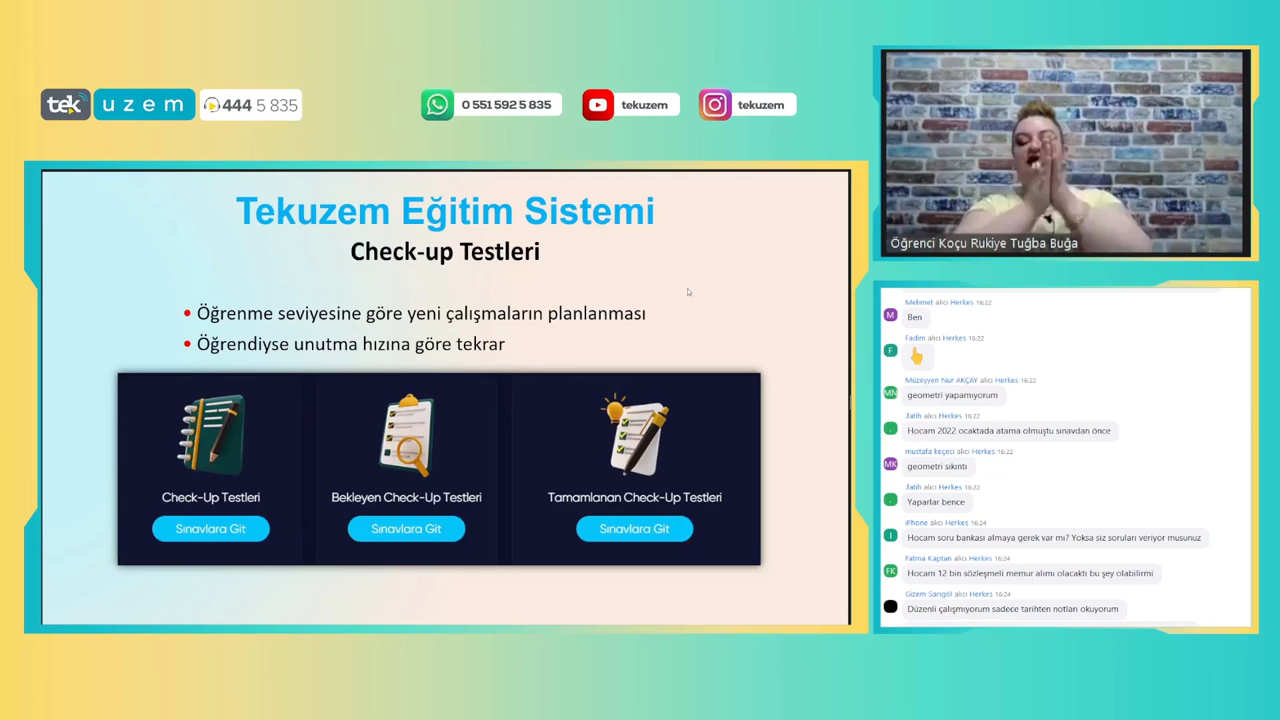 tek uzem 444 5 835
0 551 592 5 835
tekuzem
tekuzem
Tekuzem Eğitim Sistemi
Check-up Testleri
• Öğrenme seviyesine göre yeni çalışmaların planlanması
• Öğrendiyse unutma hızına göre tekrar
Check-Up Testleri
Sınavlara Git
Bekleyen Check-Up Testleri
Sınavlara Git
Tamamlanan Check-Up Testleri
Sınavlara Git
Öğrenci Koçu Rukiye Tuğba Buğa
Mehmet alıcı Herkes 16:22
M
Ben
Fadim alıcı Herkes 16:22
F
Müzeyyen Nur AKÇAY alıcı Herkes 16:22
MN
geometri yapamıyorum
.fatih alıcı Herkes 16:22
.
Hocam 2022 ocaktada atama olmuştu sınavdan önce
mustafa keçeci alıcı Herkes 16:22
MK
geometri sıkıntı
.fatih alıcı Herkes 16:22
.
Yaparlar bence
iPhone alıcı Herkes 16:24
I
Hocam soru bankası almaya gerek var mı? Yoksa siz soruları veriyor musunuz
Fatma Kaptan alıcı Herkes 16:24
FK
Hocam 12 bin sözleşmeli memur alımı olacaktı bu şey olabilirmi
Gizem Sarıgöl alıcı Herkes 16:24
Düzenli çalışmıyorum sadece tarihten notları okuyorum